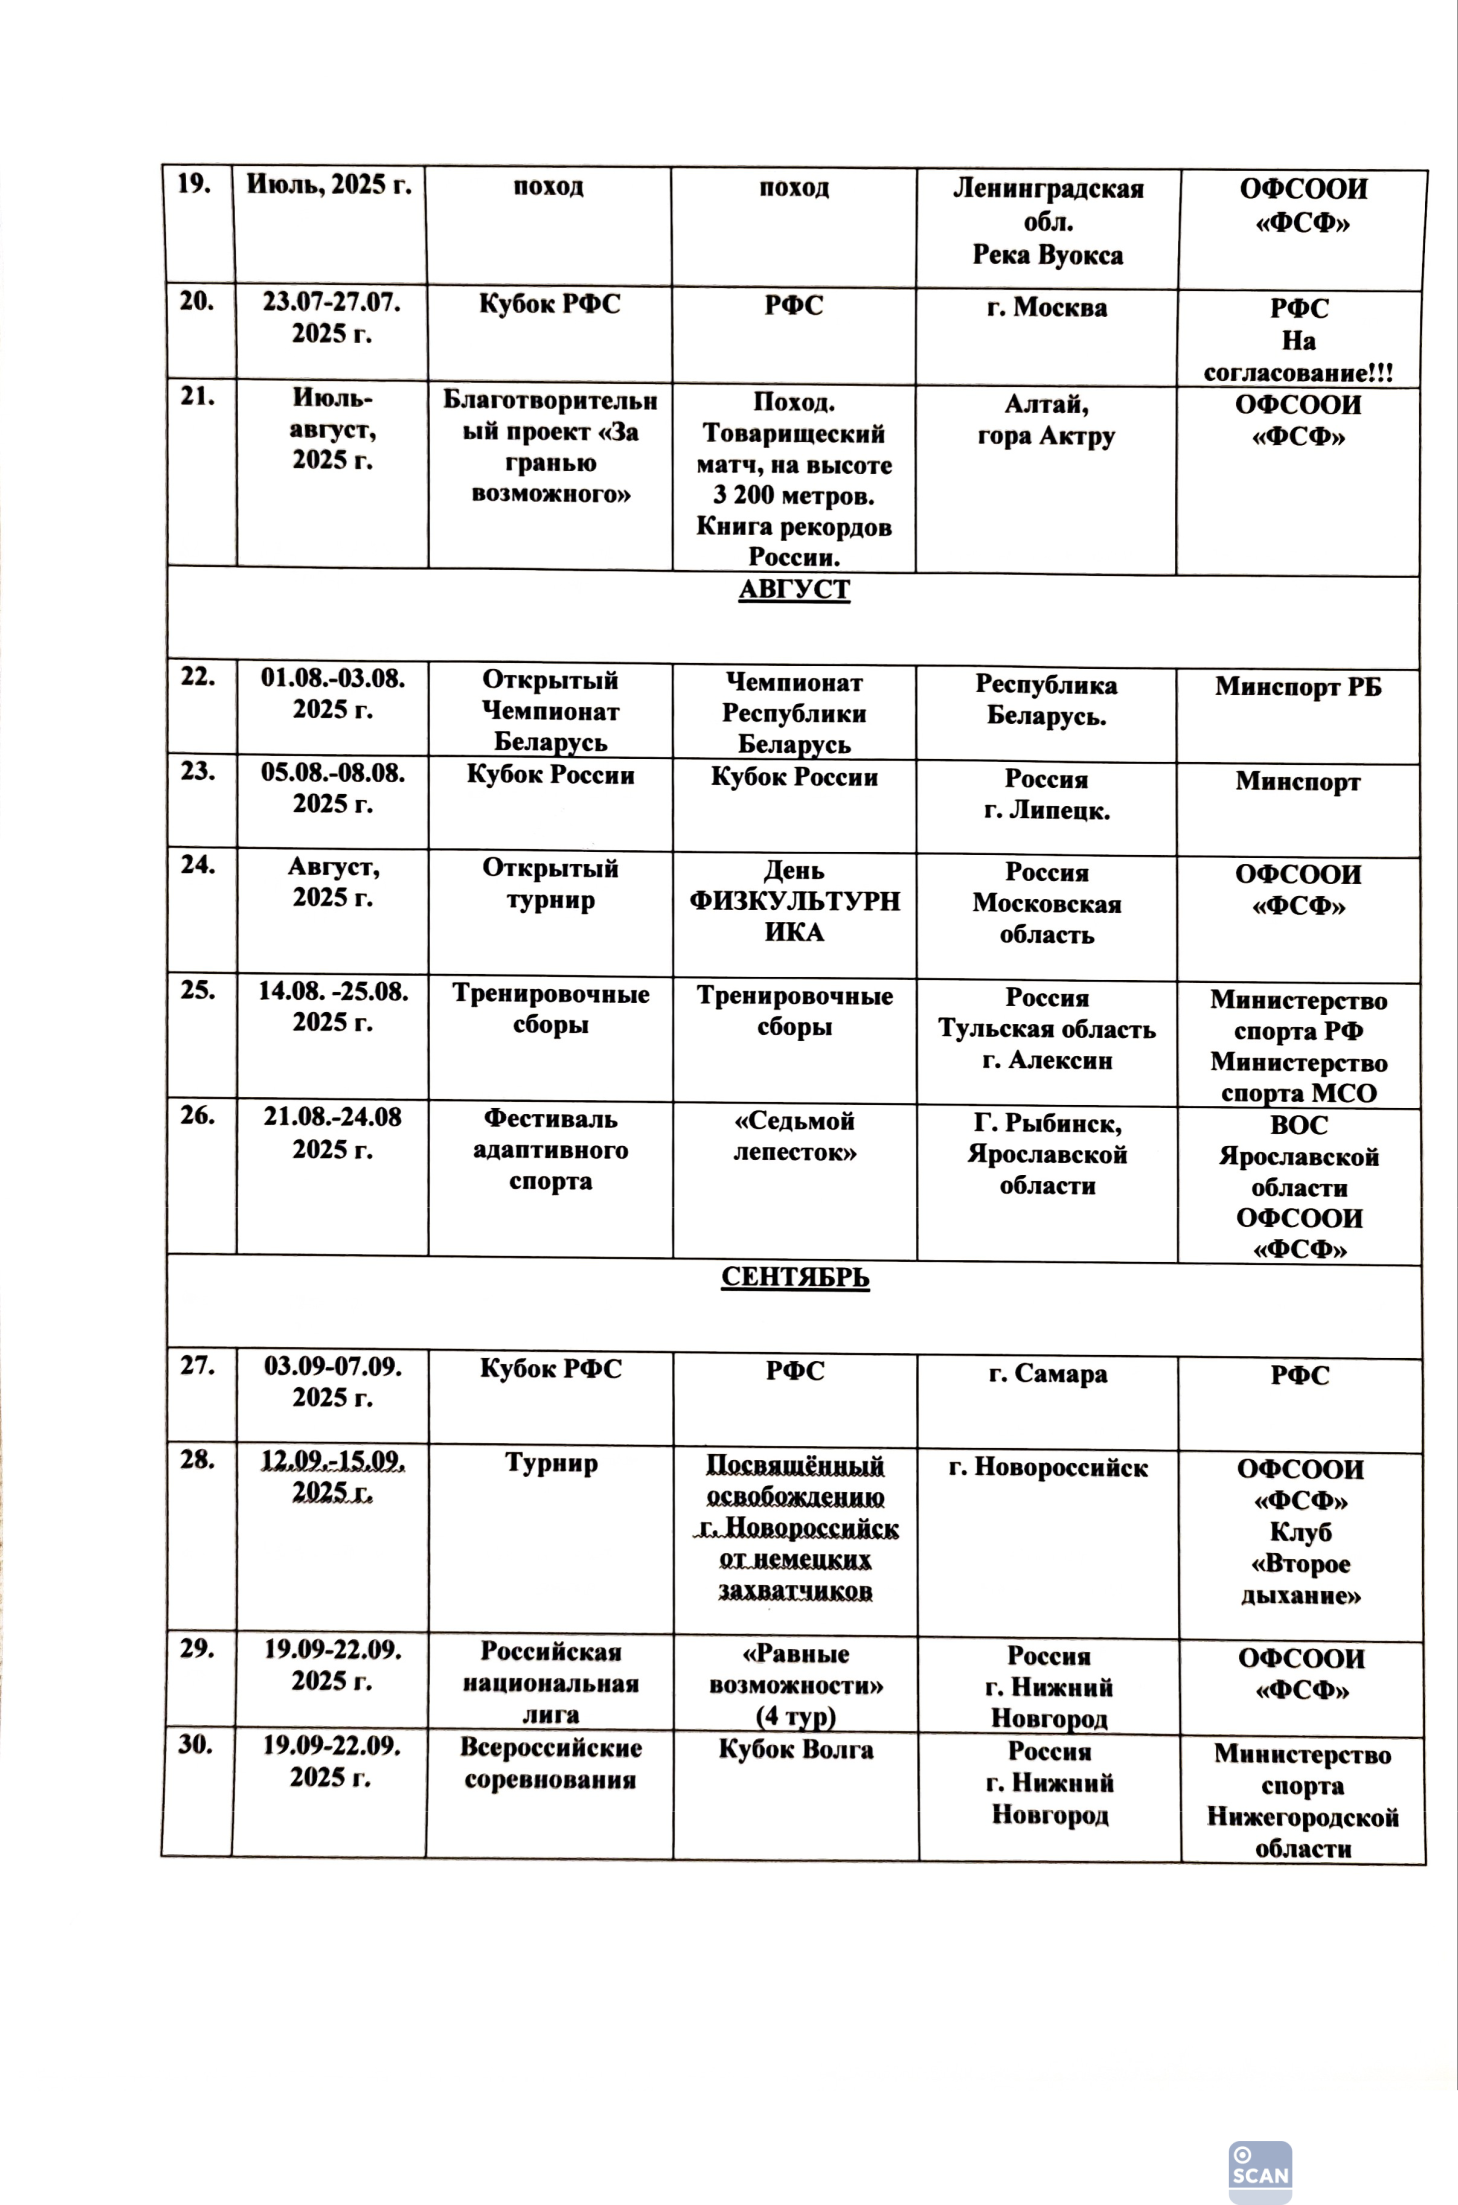 19.
Июль, 2025 г.
поход
поход
Ленинградская
обл.
Река Вуокса
ОФСООИ
«ФСФ»
20.
23.07-27.07.
2025 г.
Кубок РФС
РФС
г. Москва
РФС
На
согласование!!!
21.
Июль-
август,
2025 г.
Благотворительн
ый проект «За
гранью
возможного»
Поход.
Товарищеский
матч, на высоте
3 200 метров.
Книга рекордов
России.
Алтай,
гора Актру
ОФСООИ
«ФСФ»
АВГУСТ
22.
01.08.-03.08.
2025 г.
Открытый
Чемпионат
Беларусь
Чемпионат
Республики
Беларусь
Республика
Беларусь.
Минспорт РБ
23.
05.08.-08.08.
2025 г.
Кубок России
Кубок России
Россия
г. Липецк.
Минспорт
24.
Август,
2025 г.
Открытый
турнир
День
ФИЗКУЛЬТУРН
ИКА
Россия
Московская
область
ОФСООИ
«ФСФ»
25.
14.08. -25.08.
2025 г.
Тренировочные
сборы
Тренировочные
сборы
Россия
Тульская область
г. Алексин
Министерство
спорта РФ
Министерство
спорта МСО
26.
21.08.-24.08
2025 г.
Фестиваль
адаптивного
спорта
«Седьмой
лепесток»
Г. Рыбинск,
Ярославской
области
ВОС
Ярославской
области
ОФСООИ
«ФСФ»
СЕНТЯБРЬ
27.
03.09-07.09.
2025 г.
Кубок РФС
РФС
г. Самара
РФС
28.
12.09.-15.09.
2025 г.
Турнир
Посвящённый
освобождению
г. Новороссийск
от немецких
захватчиков
г. Новороссийск
ОФСООИ
«ФСФ»
Клуб
«Второе
дыхание»
29.
19.09-22.09.
2025 г.
Российская
национальная
лига
«Равные
возможности»
(4 тур)
Россия
г. Нижний
Новгород
ОФСООИ
«ФСФ»
30.
19.09-22.09.
2025 г.
Всероссийские
соревнования
Кубок Волга
Россия
г. Нижний
Новгород
Министерство
спорта
Нижегородской
области
SCAN